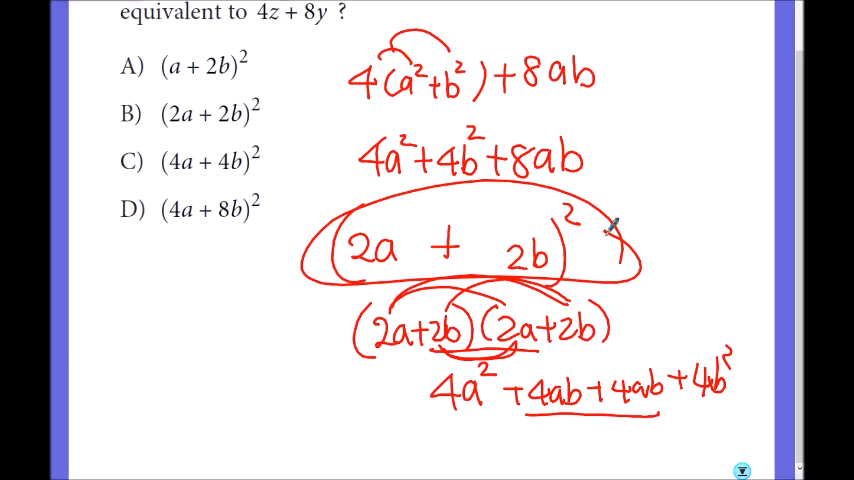 equivalent to 4z + 8y ?
A) (a + 2b)²
B) (2a + 2b)²
C) (4a + 4b)²
D) (4a + 8b)²
4(a²+b²)+8ab
4a²+4b²+8ab
(2a + 2b)²
(2a+2b)(2a+2b)
4a²+4ab+4ab+4b²